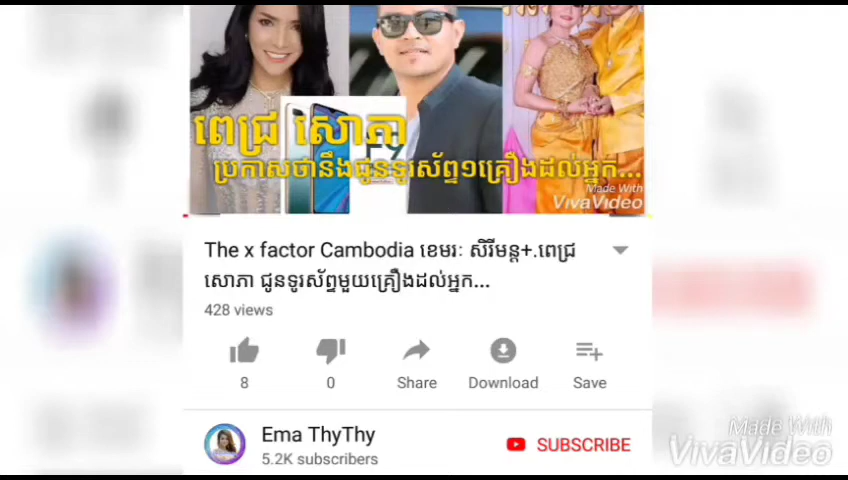 ពេជ្រ សោភា
F9
ប្រកាសថានឹងជូនទូរស័ព្ទ១គ្រឿងដល់អ្នក...
Made With
VivaVideo
The x factor Cambodia ខេមរៈ សិរីមន្ត+.ពេជ្រ
សោភា ជូនទូរស័ព្ទមួយគ្រឿងដល់អ្នក...
428 views
8
0
Share
Download
Save
Ema ThyThy
SUBSCRIBE
5.2K subscribers
Made With
VivaVideo